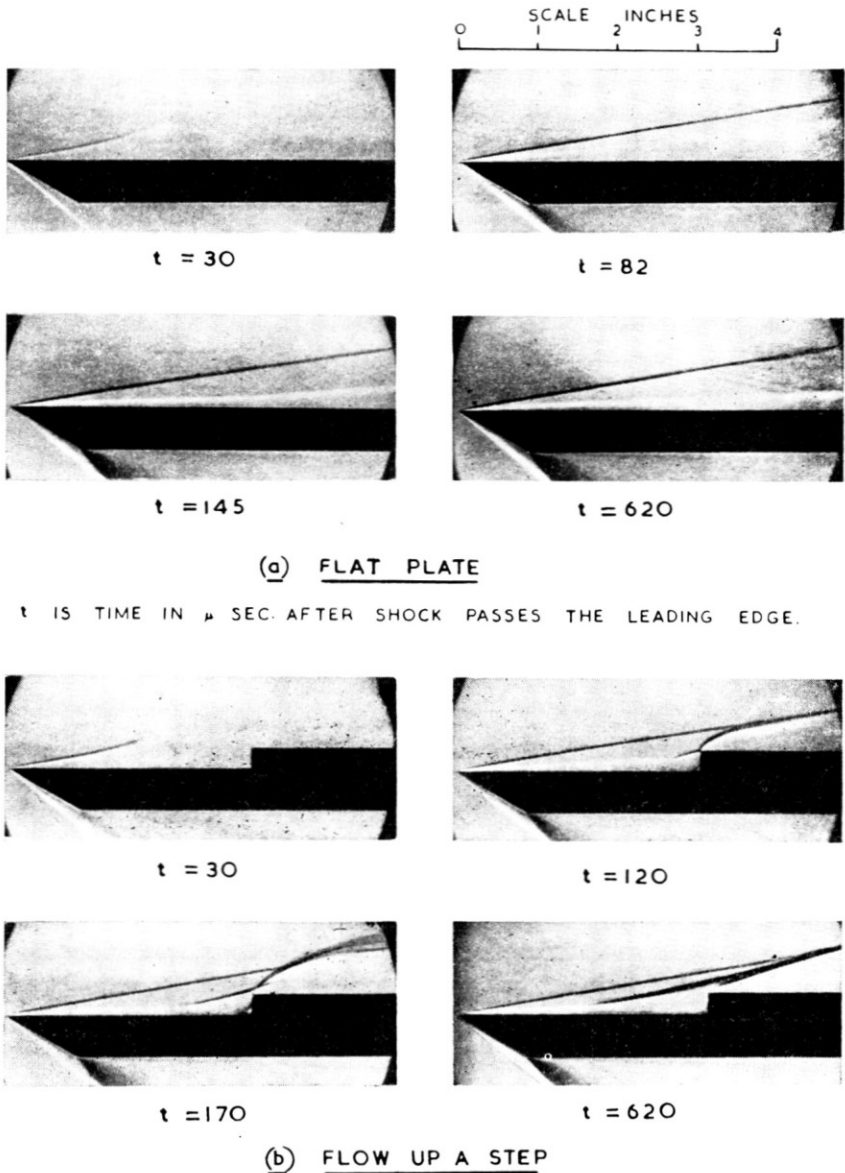 SCALE INCHES
0 1 2 3 4
t = 30
t = 82
t = 145
t = 620
(a) FLAT PLATE
t IS TIME IN μ SEC. AFTER SHOCK PASSES THE LEADING EDGE.
t = 30
t = 120
t = 170
t = 620
(b) FLOW UP A STEP